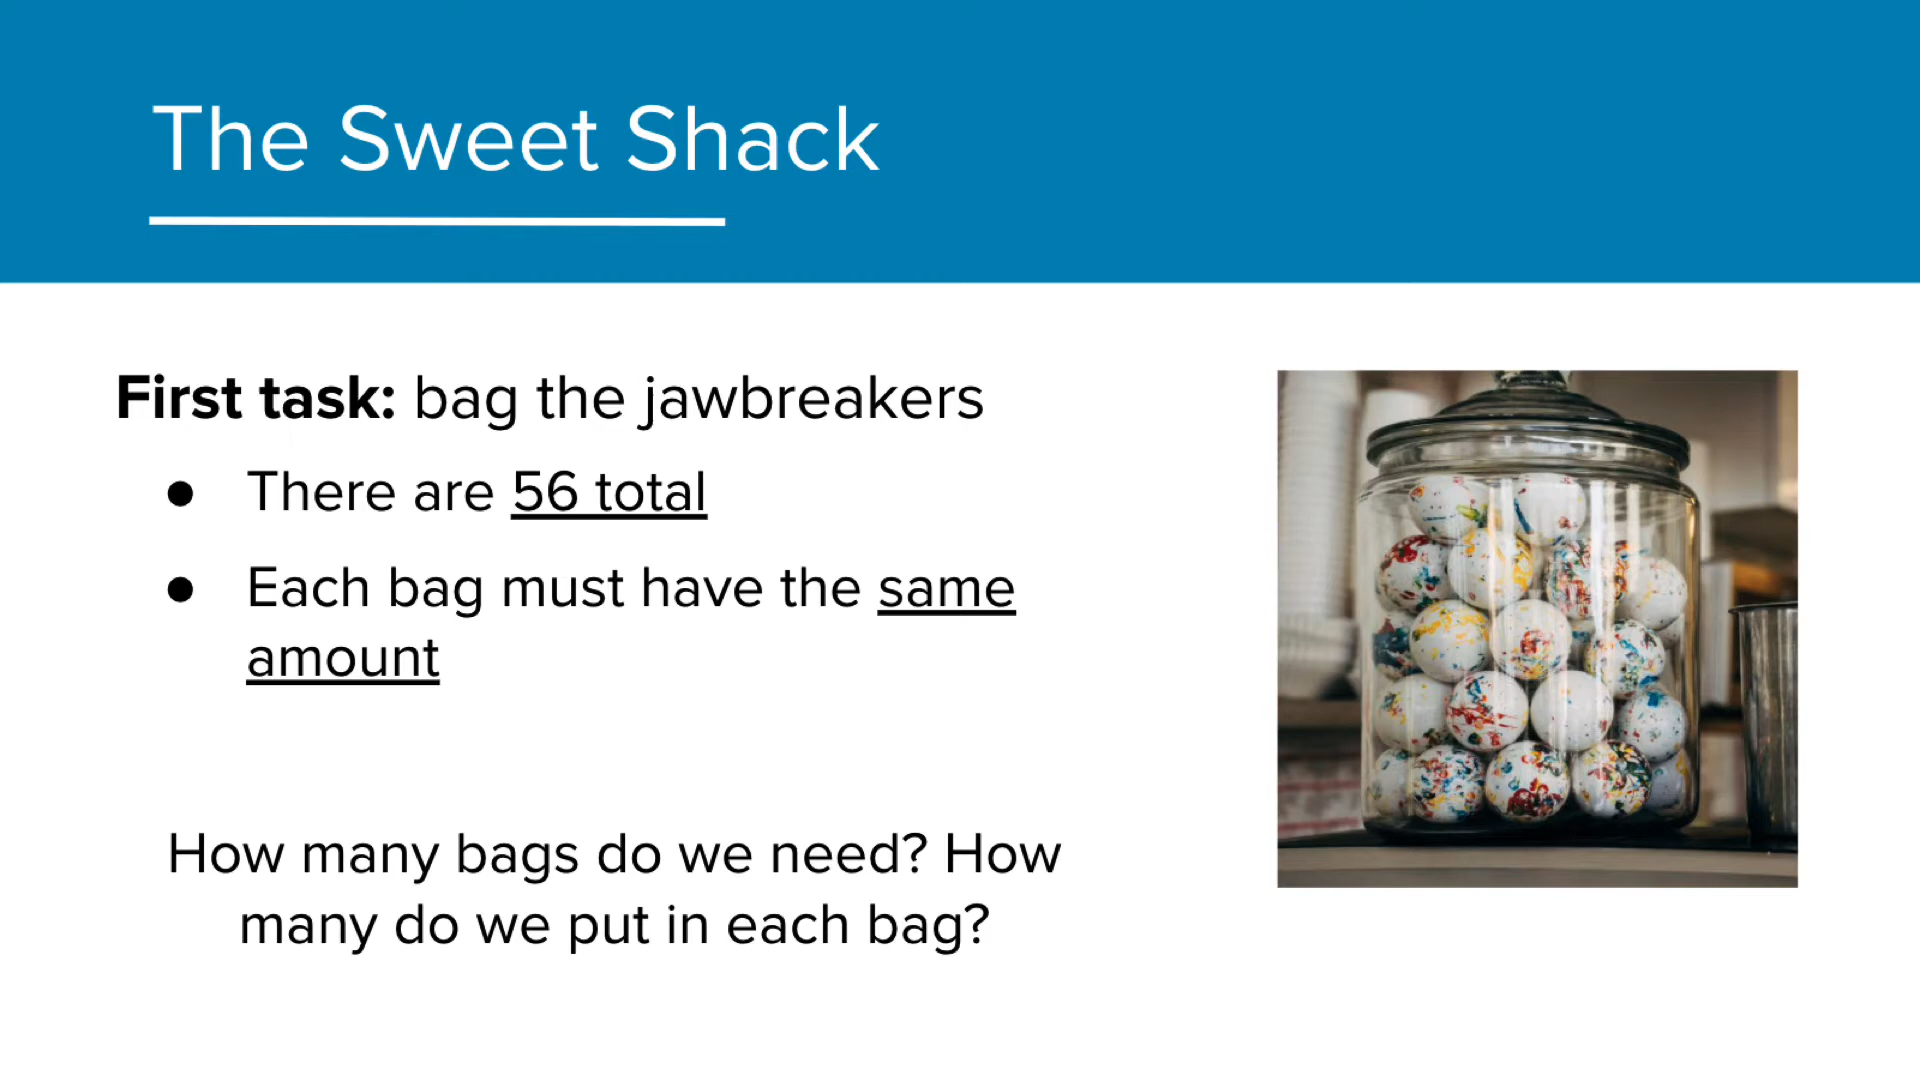 The Sweet Shack
First task: bag the jawbreakers
● There are 56 total
● Each bag must have the same
amount
How many bags do we need? How
many do we put in each bag?